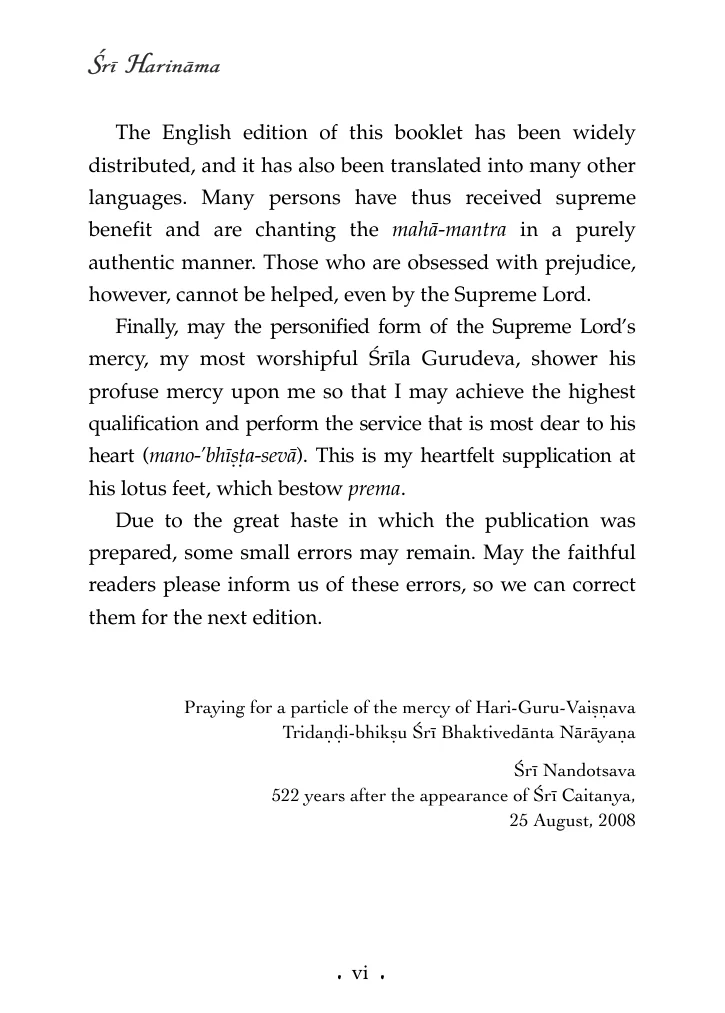 Śrī Harināma
The English edition of this booklet has been widely
distributed, and it has also been translated into many other
languages. Many persons have thus received supreme
benefit and are chanting the mahā-mantra in a purely
authentic manner. Those who are obsessed with prejudice,
however, cannot be helped, even by the Supreme Lord.
Finally, may the personified form of the Supreme Lord’s
mercy, my most worshipful Śrīla Gurudeva, shower his
profuse mercy upon me so that I may achieve the highest
qualification and perform the service that is most dear to his
heart (mano-’bhīṣṭa-sevā). This is my heartfelt supplication at
his lotus feet, which bestow prema.
Due to the great haste in which the publication was
prepared, some small errors may remain. May the faithful
readers please inform us of these errors, so we can correct
them for the next edition.
Praying for a particle of the mercy of Hari-Guru-Vaiṣṇava
Tridaṇḍi-bhikṣu Śrī Bhaktivedānta Nārāyaṇa
Śrī Nandotsava
522 years after the appearance of Śrī Caitanya,
25 August, 2008
. vi .